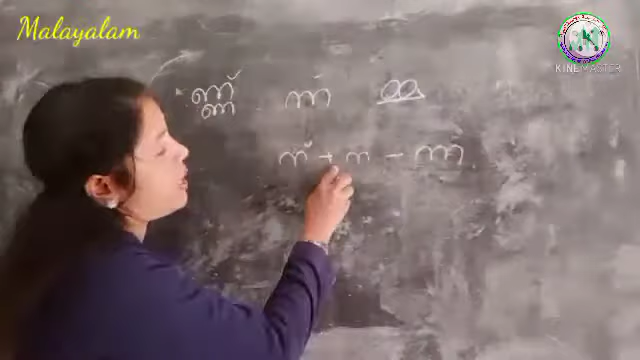 Malayalam
KINEMASTER
ണ്ണ് ന്ന് മ്മ
ന് + ന - ന്ന